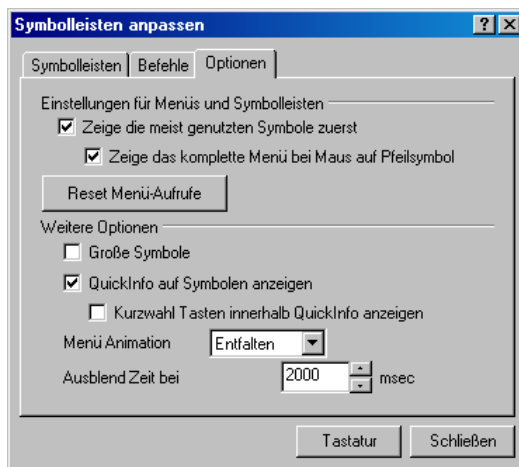 Symbolleisten anpassen
Symbolleisten Befehle Optionen
Einstellungen für Menüs und Symbolleisten
Zeige die meist genutzten Symbole zuerst
Zeige das komplette Menü bei Maus auf Pfeilsymbol
Reset Menü-Aufrufe
Weitere Optionen
Große Symbole
QuickInfo auf Symbolen anzeigen
Kurzwahl Tasten innerhalb QuickInfo anzeigen
Menü Animation Entfalten
Ausblend Zeit bei 2000 msec
Tastatur Schließen